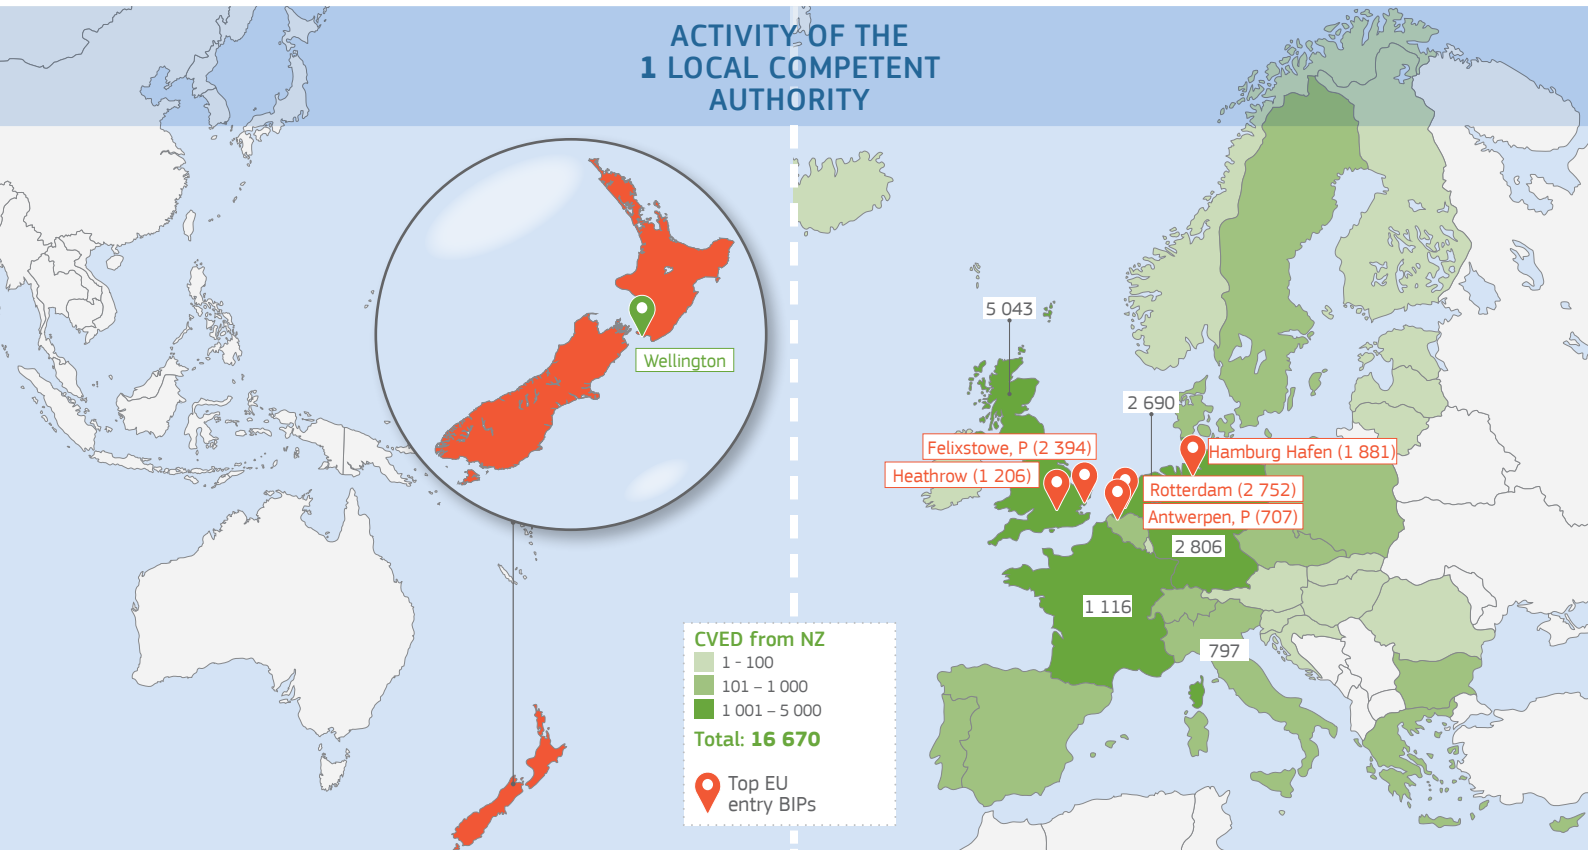 ACTIVITY OF THE
1 LOCAL COMPETENT
AUTHORITY
Wellington
5 043
2 690
Felixstowe, P (2 394)
Hamburg Hafen (1 881)
Heathrow (1 206)
Rotterdam (2 752)
Antwerpen, P (707)
2 806
1 116
797
CVED from NZ
1 - 100
101 – 1 000
1 001 – 5 000
Total: 16 670
Top EU
entry BIPs